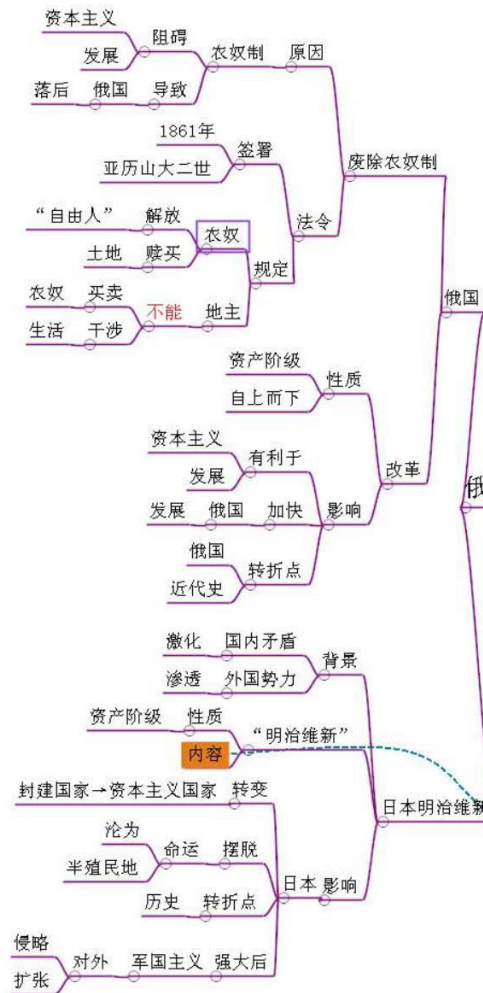 资本主义
发展
阻碍
农奴制
原因
落后
俄国
导致
1861年
亚历山大二世
签署
废除农奴制
法令
“自由人”
解放
农奴
土地
赎买
规定
农奴
买卖
不能
地主
生活
干涉
俄国
资产阶级
自上而下
性质
改革
资本主义
发展
有利于
发展
俄国
加快
影响
俄国
近代史
转折点
俄
激化
国内矛盾
背景
渗透
外国势力
资产阶级
性质
“明治维新”
内容
日本明治维新
封建国家→资本主义国家
转变
沦为
半殖民地
命运
摆脱
日本
影响
历史
转折点
侵略
扩张
对外
军国主义
强大后